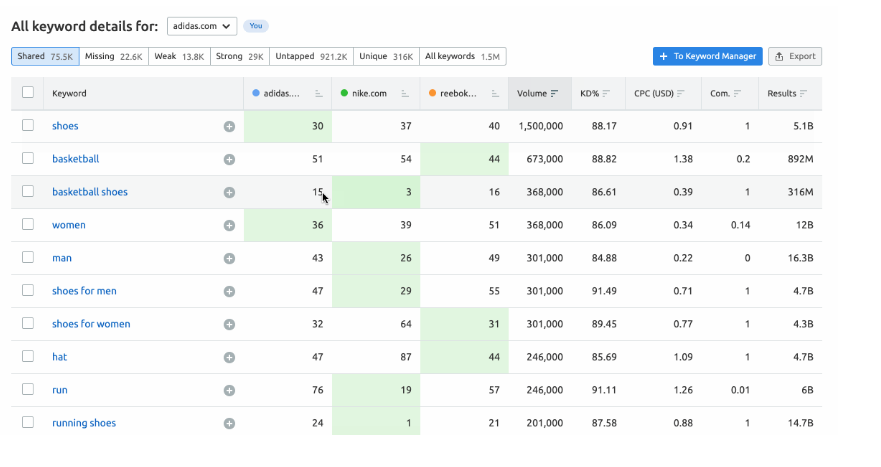 All keyword details for: adidas.com You
Shared 75.5K Missing 22.6K Weak 13.8K Strong 29K Untapped 921.2K Unique 316K All keywords 1.5M + To Keyword Manager Export
Keyword adidas.... nike.com reebok... Volume KD% CPC (USD) Com. Results
shoes 30 37 40 1,500,000 88.17 0.91 1 5.1B
basketball 51 54 44 673,000 88.82 1.38 0.2 892M
basketball shoes 15 3 16 368,000 86.61 0.39 1 316M
women 36 39 51 368,000 86.09 0.34 0.14 12B
man 43 26 49 301,000 84.88 0.22 0 16.3B
shoes for men 47 29 55 301,000 91.49 0.71 1 4.7B
shoes for women 32 64 31 301,000 89.45 0.77 1 4.3B
hat 47 87 44 246,000 85.69 1.09 1 4.7B
run 76 19 57 246,000 91.11 1.26 0.01 6B
running shoes 24 1 21 201,000 87.58 0.88 1 14.7B